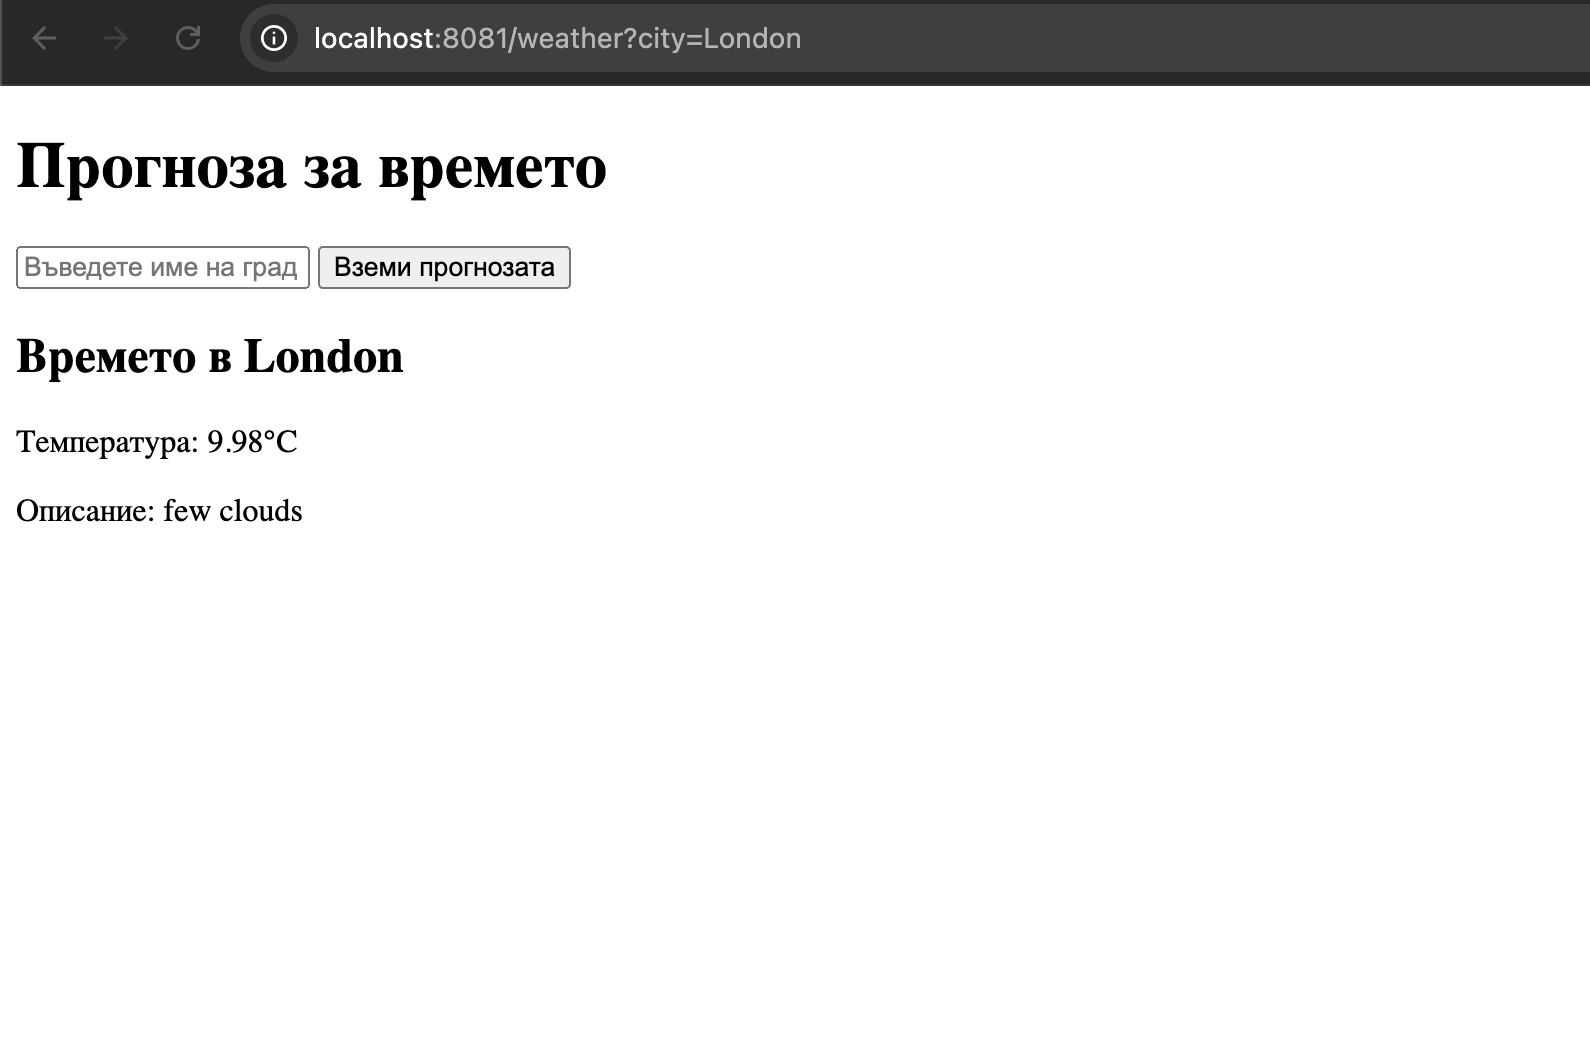 localhost:8081/weather?city=London
Прогноза за времето
Въведете име на град Вземи прогнозата
Времето в London
Температура: 9.98°C
Описание: few clouds